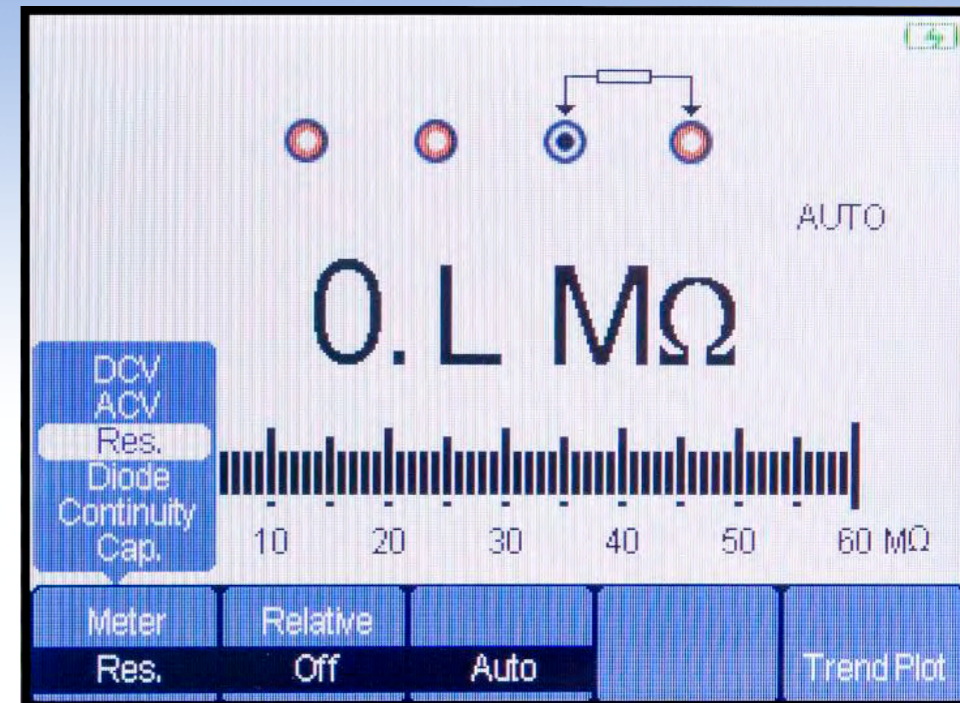 AUTO
0.L MΩ
DCV
ACV
Res.
Diode
Continuity
Cap.
10 20 30 40 50 60 MΩ
Meter Relative
Res. Off Auto Trend Plot